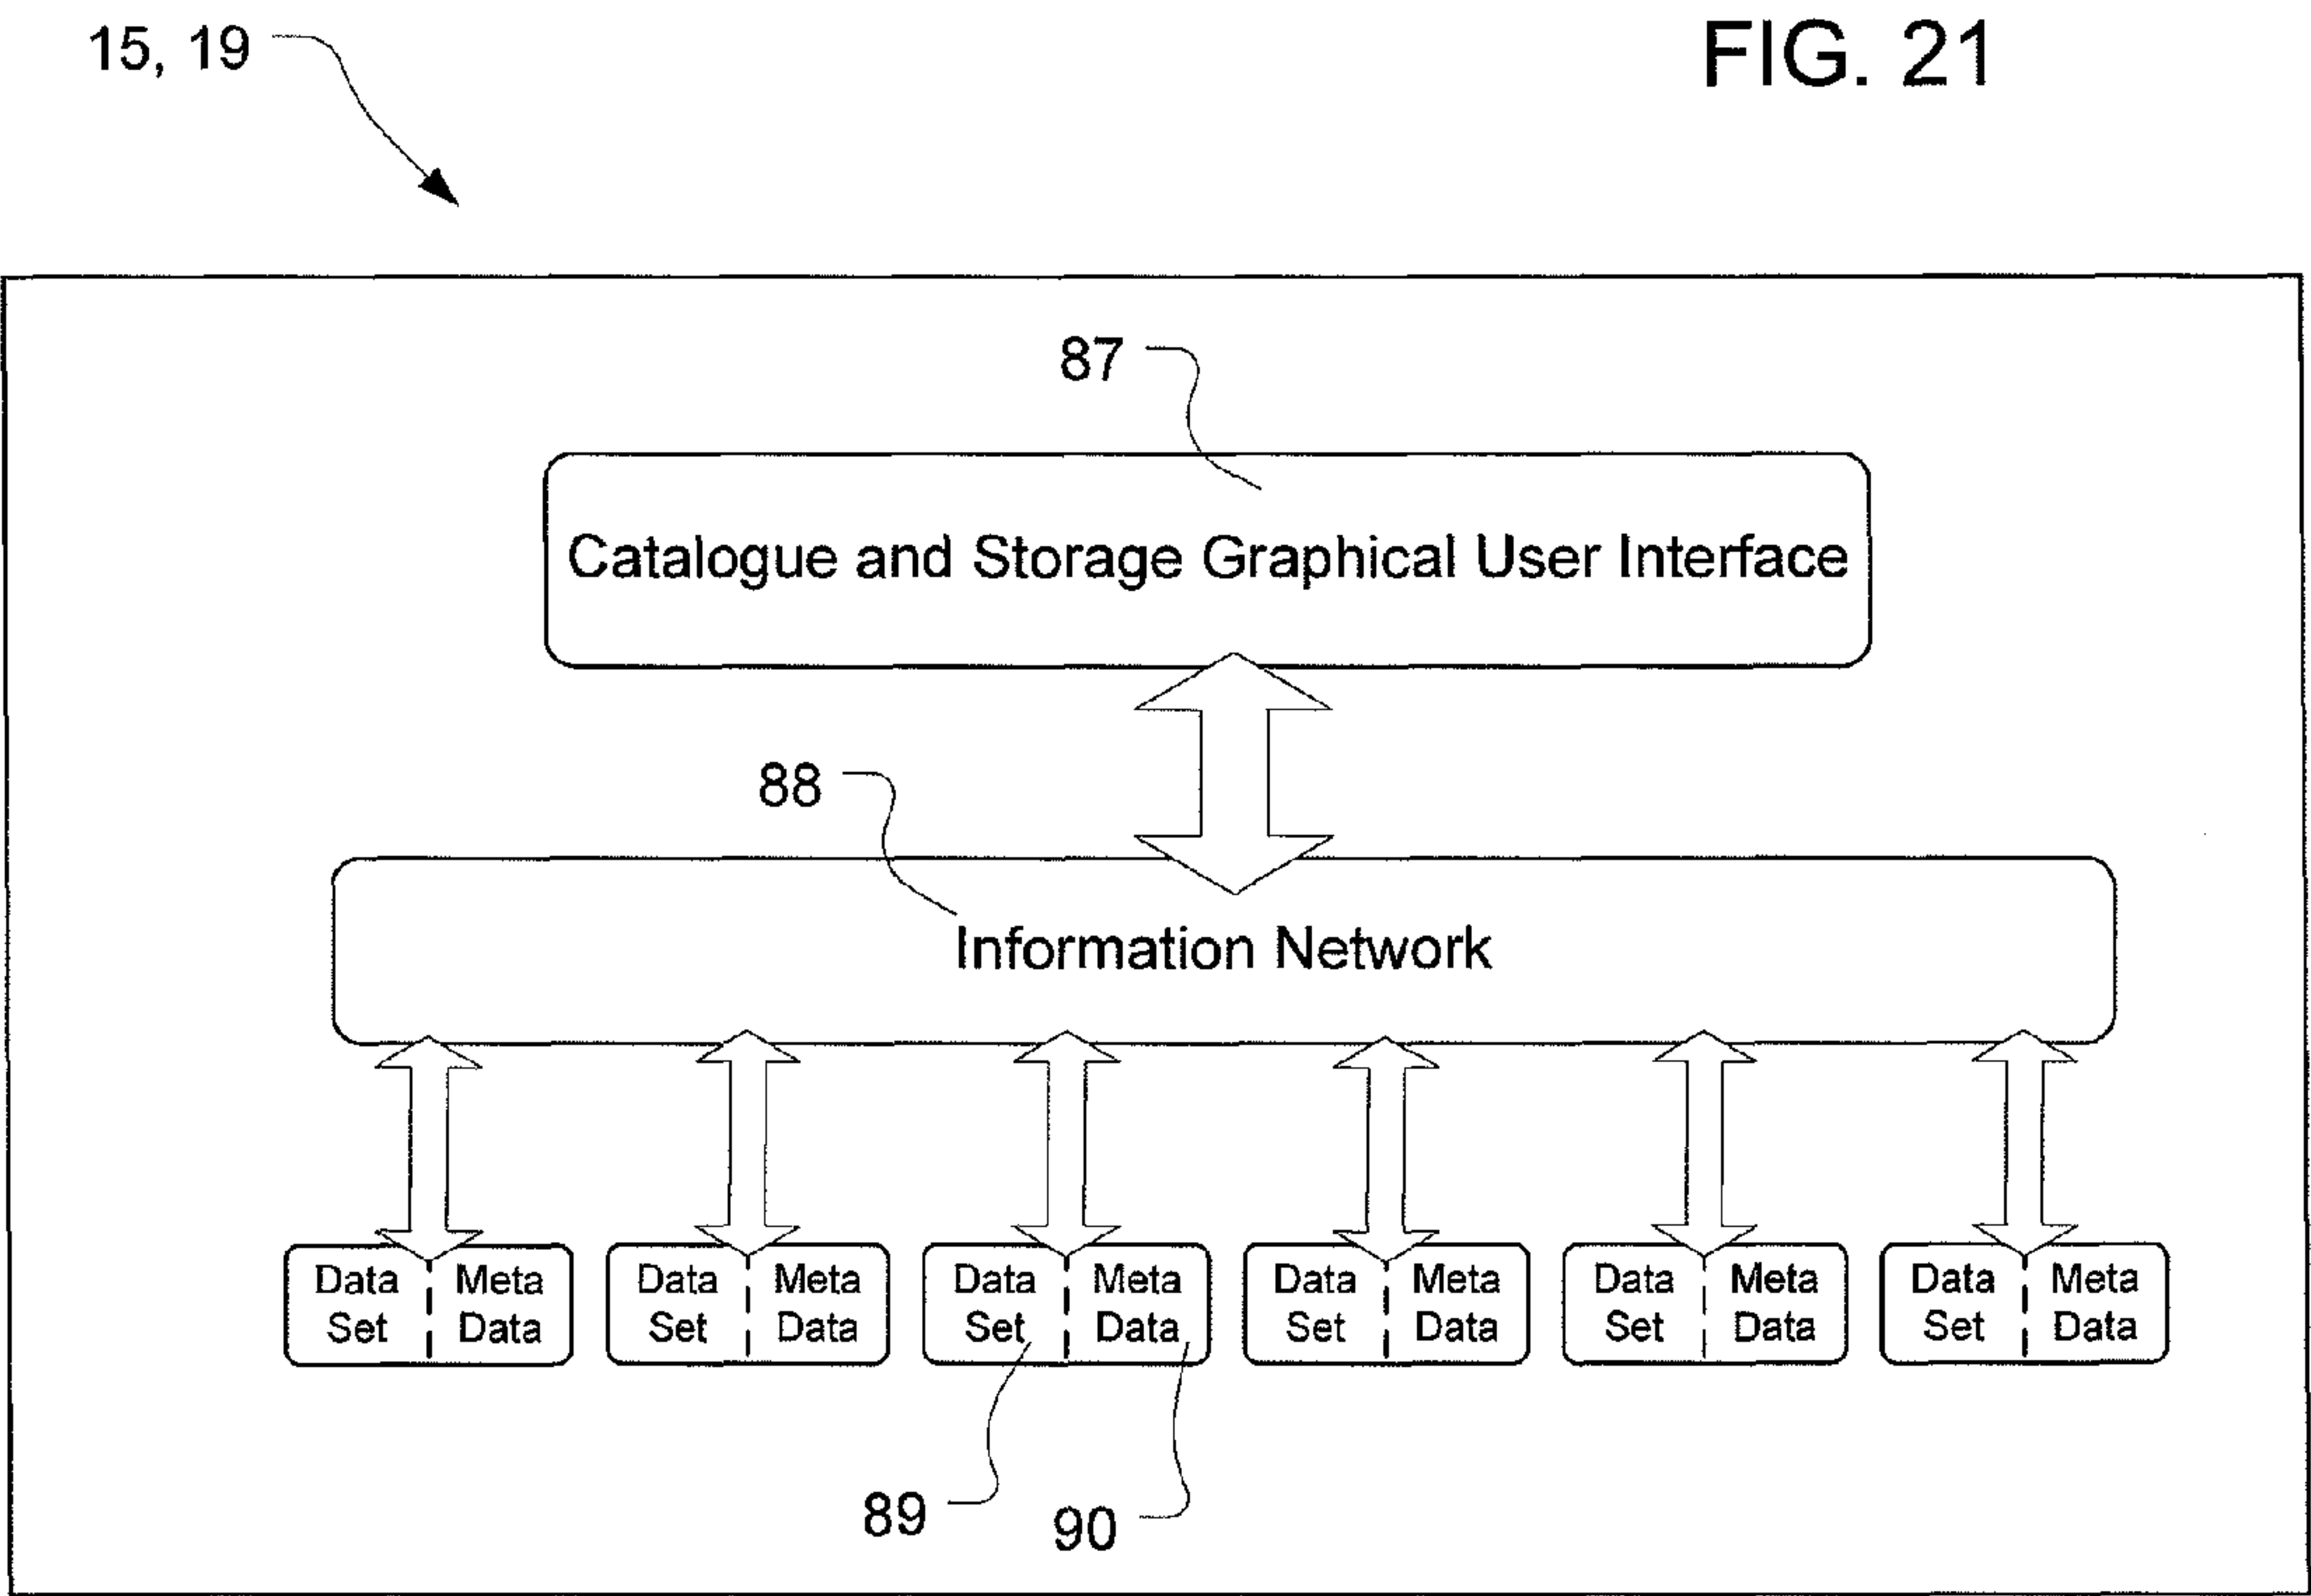 15, 19
FIG. 21
87
Catalogue and Storage Graphical User Interface
88
Information Network
Data Set
Meta Data
Data Set
Meta Data
Data Set
Meta Data
Data Set
Meta Data
Data Set
Meta Data
Data Set
Meta Data
89
90